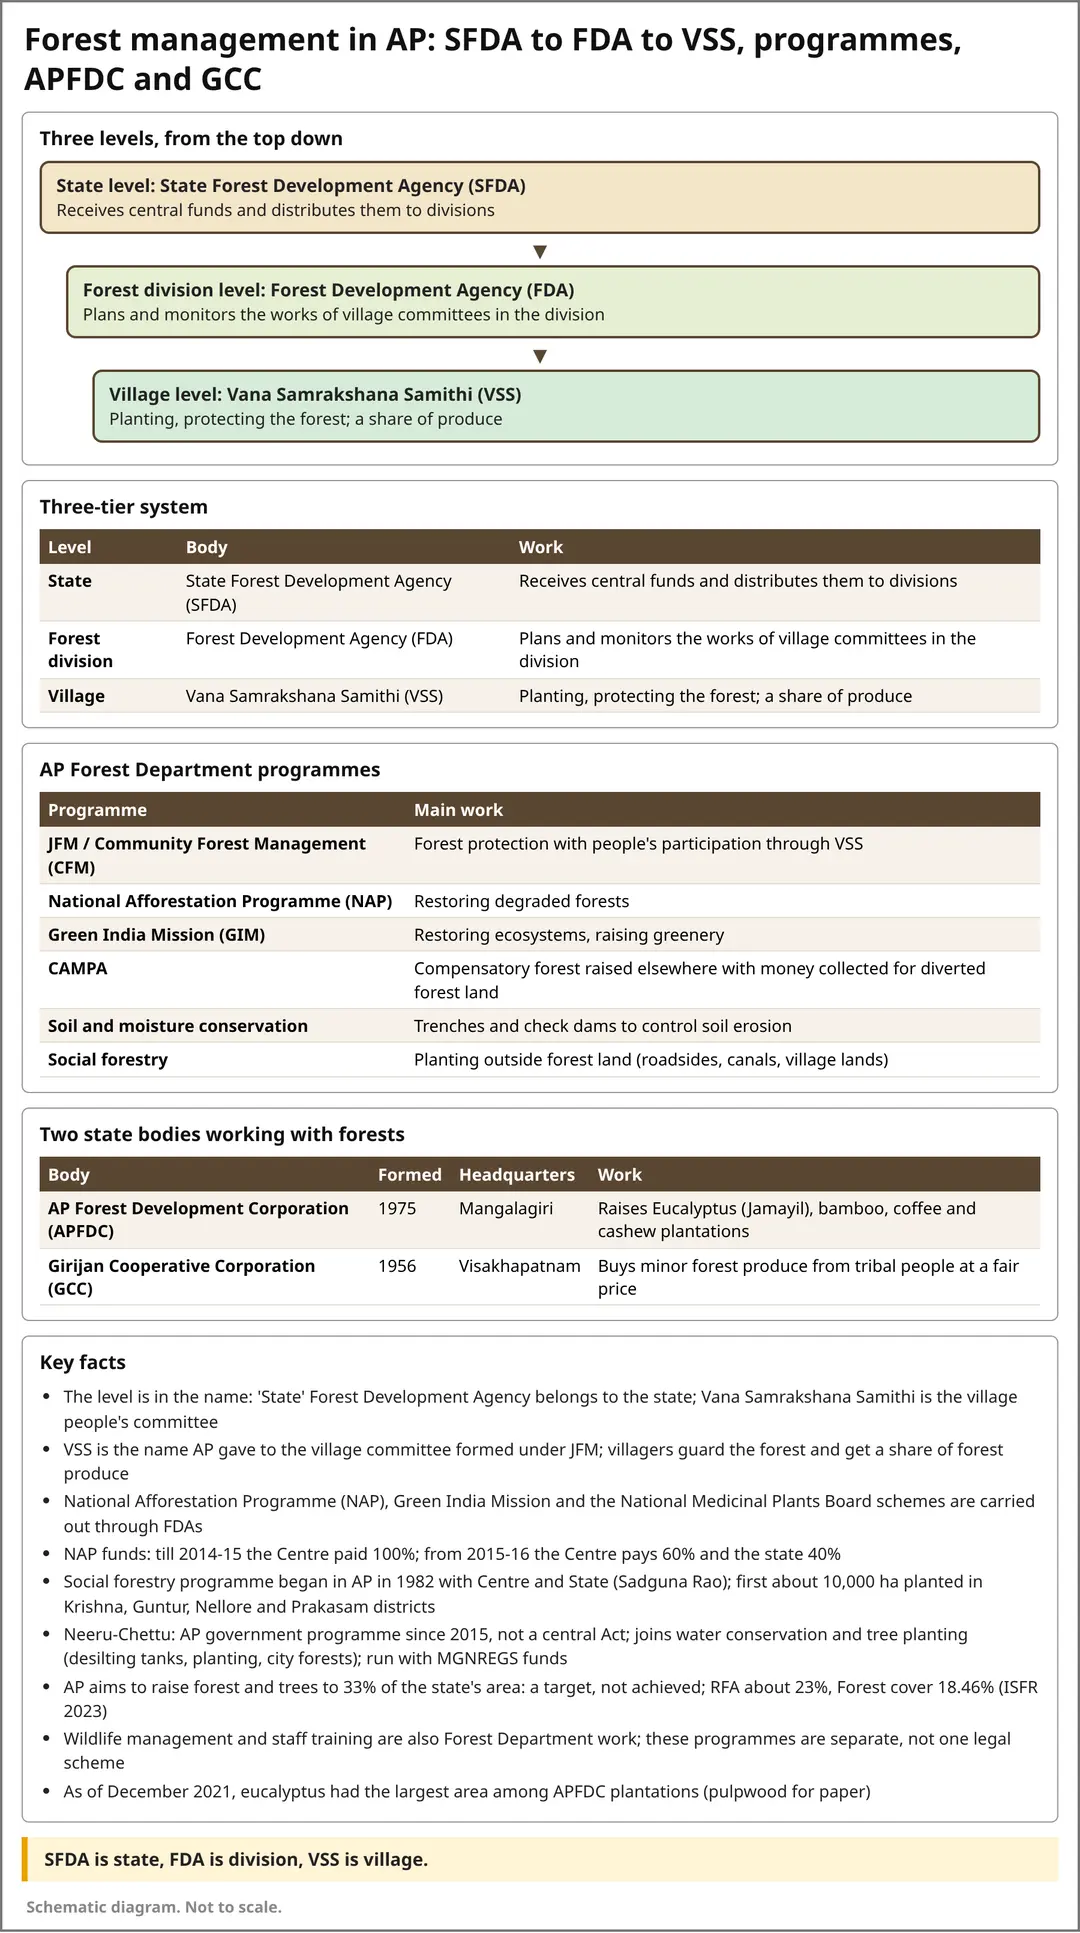 Forest management in AP: SFDA to FDA to VSS, programmes,
APFDC and GCC
Three levels, from the top down
State level: State Forest Development Agency (SFDA)
Receives central funds and distributes them to divisions
▼
Forest division level: Forest Development Agency (FDA)
Plans and monitors the works of village committees in the division
▼
Village level: Vana Samrakshana Samithi (VSS)
Planting, protecting the forest; a share of produce
Three-tier system
Level Body Work
State State Forest Development Agency Receives central funds and distributes them to divisions
(SFDA)
Forest Forest Development Agency (FDA) Plans and monitors the works of village committees in the
division division
Village Vana Samrakshana Samithi (VSS) Planting, protecting the forest; a share of produce
AP Forest Department programmes
Programme Main work
JFM / Community Forest Management Forest protection with people's participation through VSS
(CFM)
National Afforestation Programme (NAP) Restoring degraded forests
Green India Mission (GIM) Restoring ecosystems, raising greenery
CAMPA Compensatory forest raised elsewhere with money collected for diverted
forest land
Soil and moisture conservation Trenches and check dams to control soil erosion
Social forestry Planting outside forest land (roadsides, canals, village lands)
Two state bodies working with forests
Body Formed Headquarters Work
AP Forest Development Corporation 1975 Mangalagiri Raises Eucalyptus (Jamayil), bamboo, coffee and
(APFDC) cashew plantations
Girijan Cooperative Corporation 1956 Visakhapatnam Buys minor forest produce from tribal people at a fair
(GCC) price
Key facts
• The level is in the name: 'State' Forest Development Agency belongs to the state; Vana Samrakshana Samithi is the village
people's committee
• VSS is the name AP gave to the village committee formed under JFM; villagers guard the forest and get a share of forest
produce
• National Afforestation Programme (NAP), Green India Mission and the National Medicinal Plants Board schemes are carried
out through FDAs
• NAP funds: till 2014-15 the Centre paid 100%; from 2015-16 the Centre pays 60% and the state 40%
• Social forestry programme began in AP in 1982 with Centre and State (Sadguna Rao); first about 10,000 ha planted in
Krishna, Guntur, Nellore and Prakasam districts
• Neeru-Chettu: AP government programme since 2015, not a central Act; joins water conservation and tree planting
(desilting tanks, planting, city forests); run with MGNREGS funds
• AP aims to raise forest and trees to 33% of the state's area: a target, not achieved; RFA about 23%, Forest cover 18.46% (ISFR
2023)
• Wildlife management and staff training are also Forest Department work; these programmes are separate, not one legal
scheme
• As of December 2021, eucalyptus had the largest area among APFDC plantations (pulpwood for paper)
SFDA is state, FDA is division, VSS is village.
Schematic diagram. Not to scale.